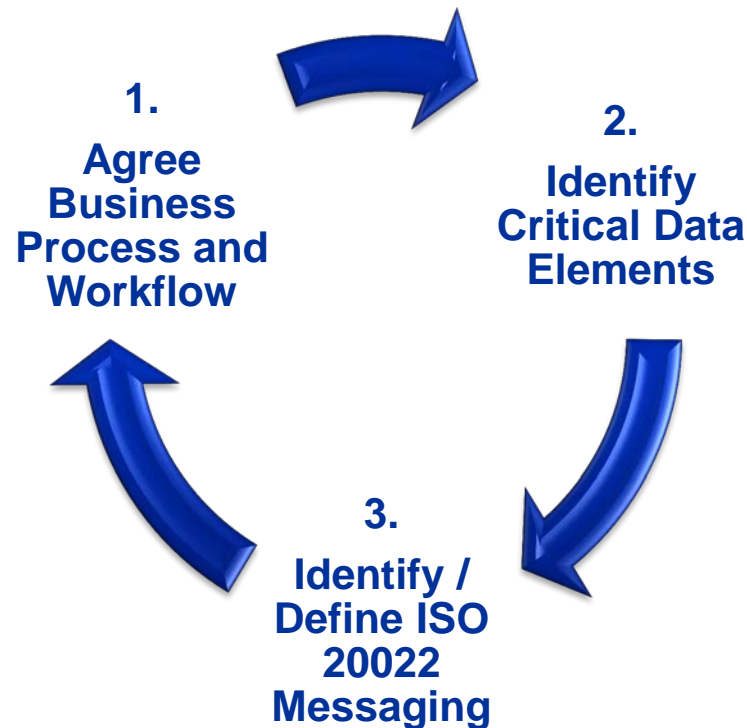 1.
Agree
Business
Process and
Workflow
2.
Identify
Critical Data
Elements
3.
Identify /
Define ISO
20022
Messaging